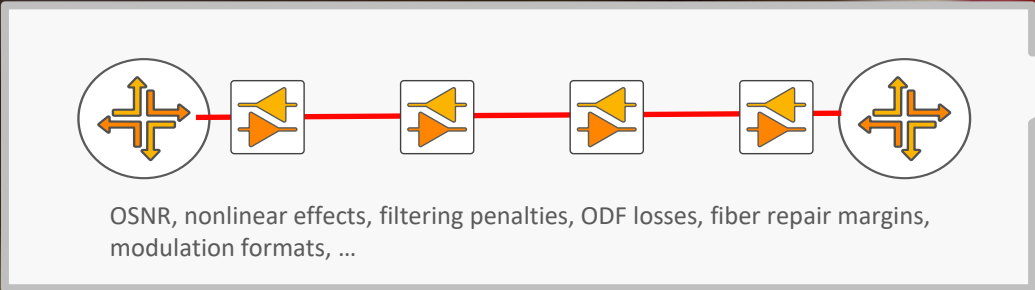 OSNR, nonlinear effects, filtering penalties, ODF losses, fiber repair margins,
modulation formats, ...